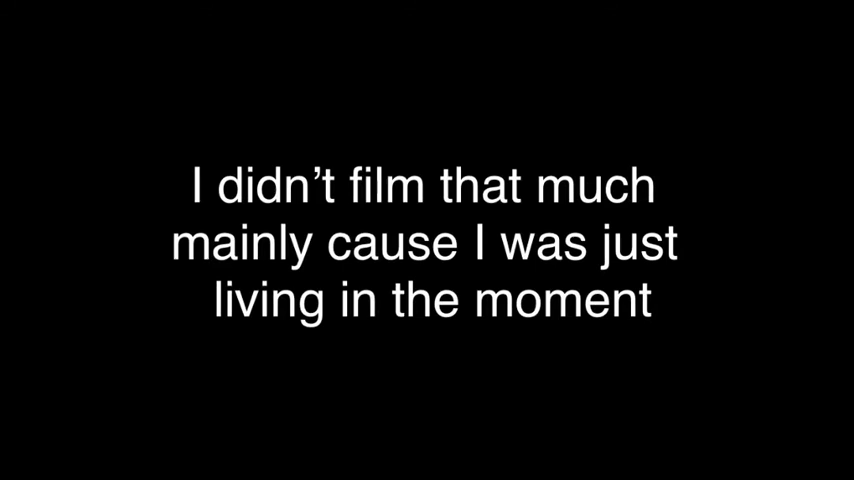 I didn’t film that much
mainly cause I was just
living in the moment